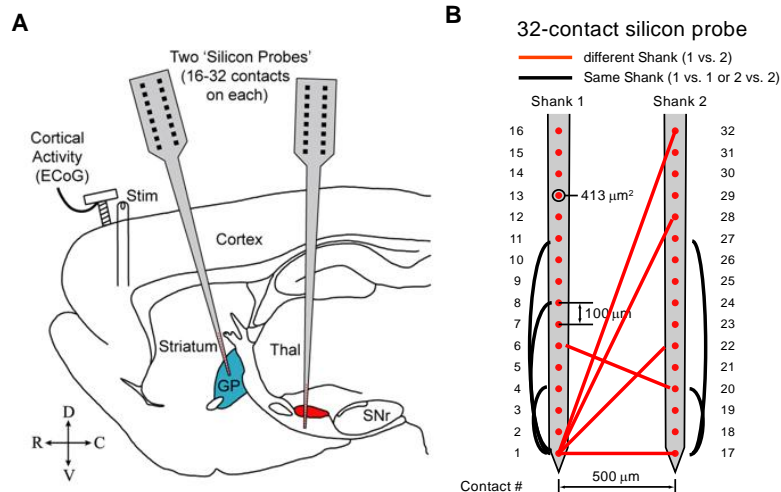 A
Two 'Silicon Probes'
(16-32 contacts
on each)
Cortical
Activity
(ECoG)
Stim
Cortex
Striatum
Thal
GP
SNr
D
R
C
V
B
32-contact silicon probe
different Shank (1 vs. 2)
Same Shank (1 vs. 1 or 2 vs. 2)
Shank 1
Shank 2
16
32
15
31
14
30
13
413 μm²
29
12
28
11
27
10
26
9
25
8
24
100 μm
7
23
6
22
5
21
4
20
3
19
2
18
1
17
500 μm
Contact #